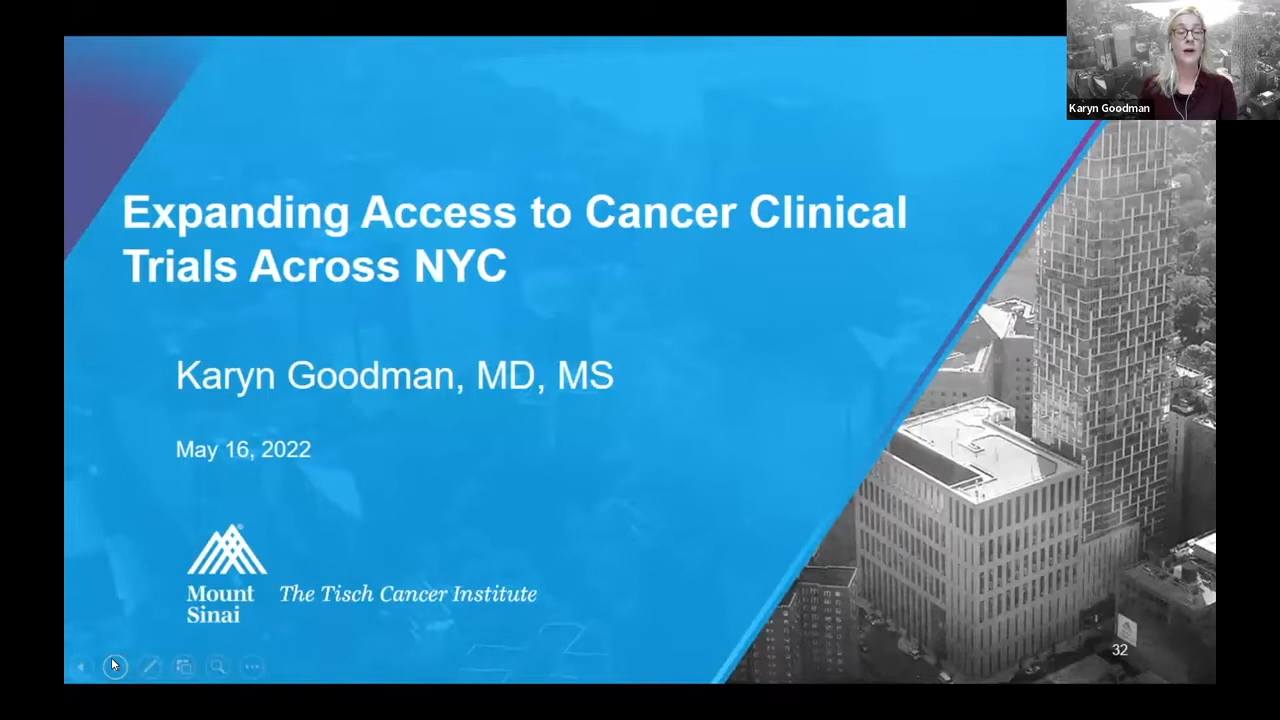 Karyn Goodman
Expanding Access to Cancer Clinical
Trials Across NYC
Karyn Goodman, MD, MS
May 16, 2022
Mount
Sinai
The Tisch Cancer Institute
32